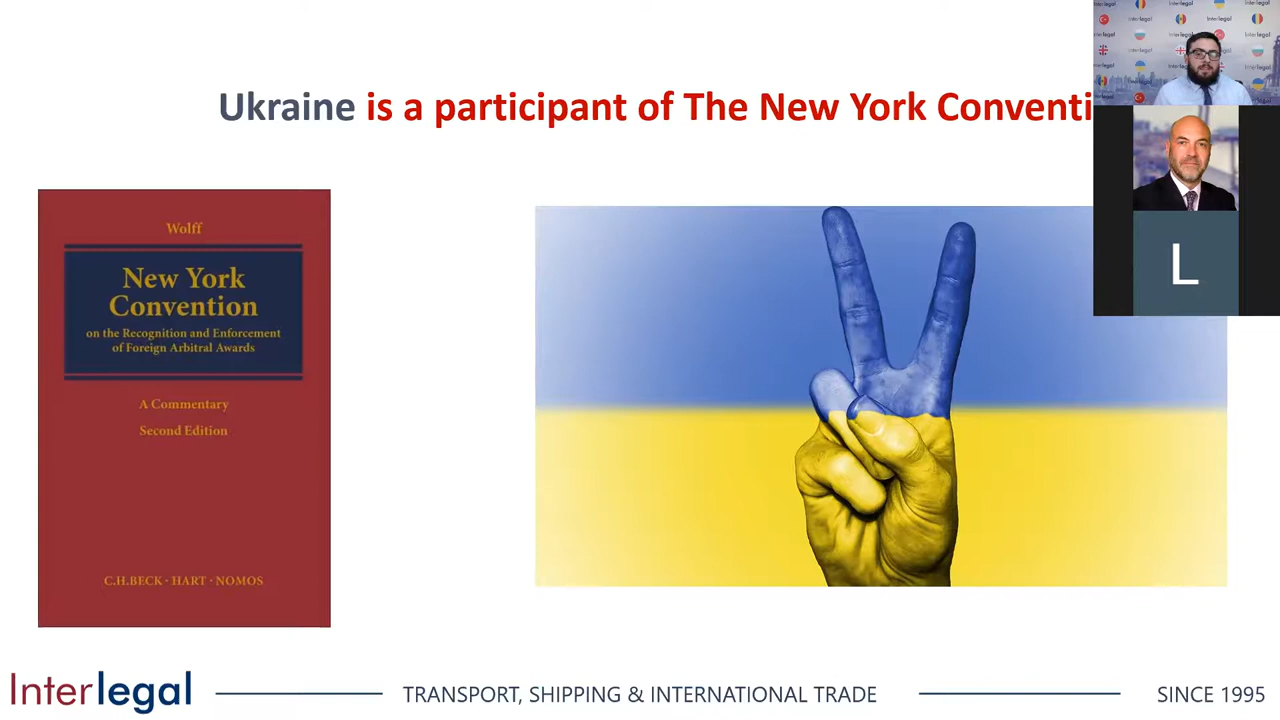 Ukraine is a participant of The New York Conventi
Wolff
New York
Convention
on the Recognition and Enforcement
of Foreign Arbitral Awards
A Commentary
Second Edition
C.H.BECK · HART · NOMOS
L
Interlegal
TRANSPORT, SHIPPING & INTERNATIONAL TRADE
SINCE 1995